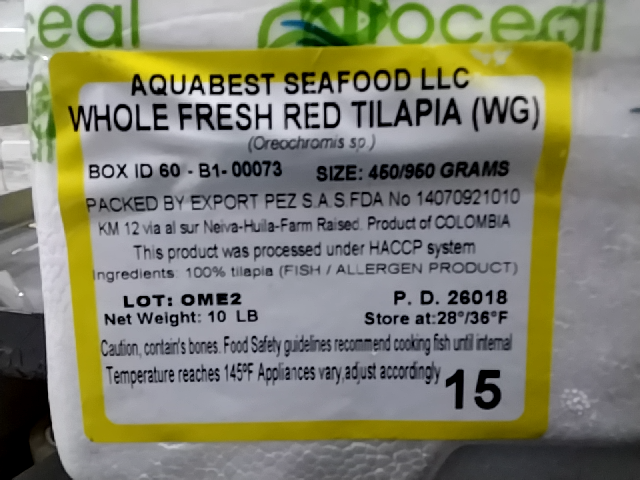 eal oceal
AQUABEST SEAFOOD LLC
WHOLE FRESH RED TILAPIA (WG)
(Oreochromis sp.)
BOX ID 60 - B1- 00073 SIZE: 450/950 GRAMS
PACKED BY EXPORT PEZ S.A.S.FDA No 14070921010
KM 12 via al sur Neiva-Huila-Farm Raised. Product of COLOMBIA
This product was processed under HACCP system
Ingredients: 100% tilapia (FISH / ALLERGEN PRODUCT)
LOT: OME2 P. D. 26018
Net Weight: 10 LB Store at:28°/36°F
Caution, contain's bones. Food Safety guidelines recommend cooking fish until internal
Temperature reaches 145ºF Appliances vary,adjust accordingly 15